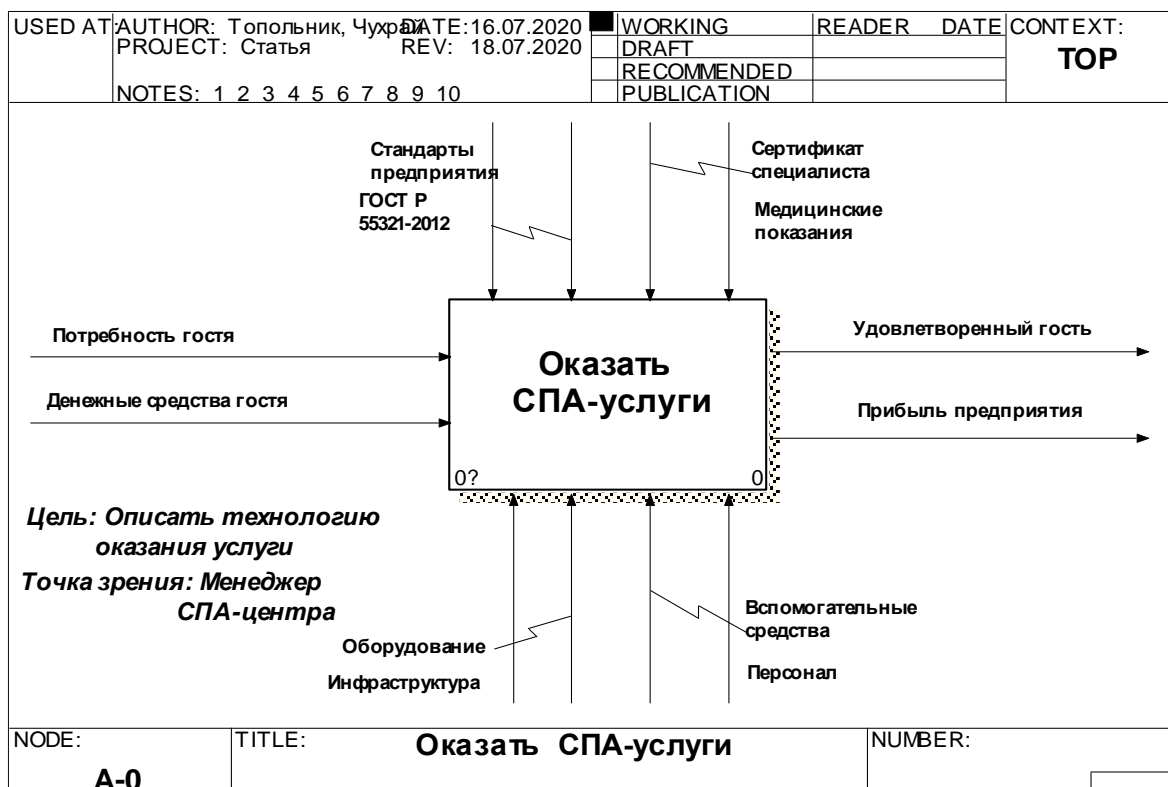 USED AT: AUTHOR: Топольник, Чухрай DATE: 16.07.2020 WORKING READER DATE CONTEXT:
PROJECT: Статья REV: 18.07.2020 DRAFT
TOP
RECOMMENDED
NOTES: 1 2 3 4 5 6 7 8 9 10 PUBLICATION
Стандарты
предприятия
ГОСТ Р
55321-2012
Сертификат
специалиста
Медицинские
показания
Потребность гостя
Денежные средства гостя
Оказать
СПА-услуги
0? 0
Удовлетворенный гость
Прибыль предприятия
Цель: Описать технологию
оказания услуги
Точка зрения: Менеджер
СПА-центра
Оборудование
Инфраструктура
Вспомогательные
средства
Персонал
NODE: TITLE: Оказать СПА-услуги NUMBER:
A-0